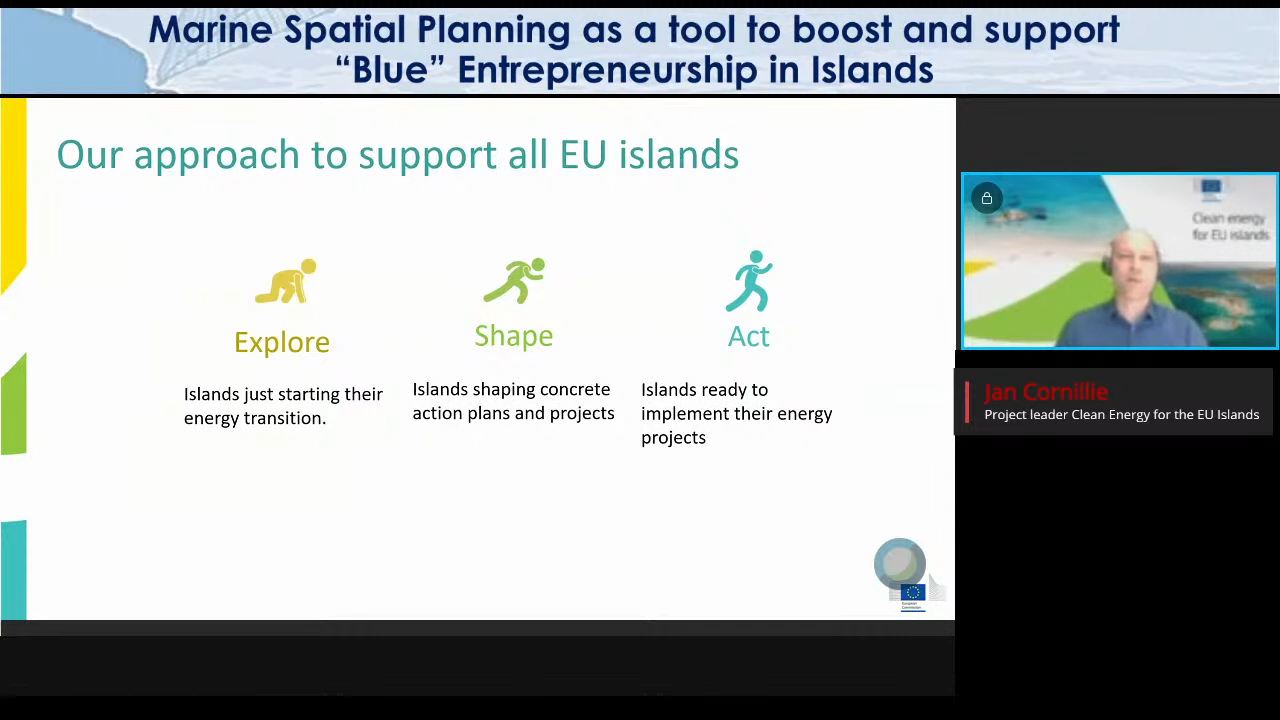 Marine Spatial Planning as a tool to boost and support
“Blue” Entrepreneurship in Islands
Our approach to support all EU islands
Explore
Islands just starting their
energy transition.
Shape
Islands shaping concrete
action plans and projects
Act
Islands ready to
implement their energy
projects
Clean energy
for EU islands
Jan Cornillie
Project leader Clean Energy for the EU Islands
European
Commission